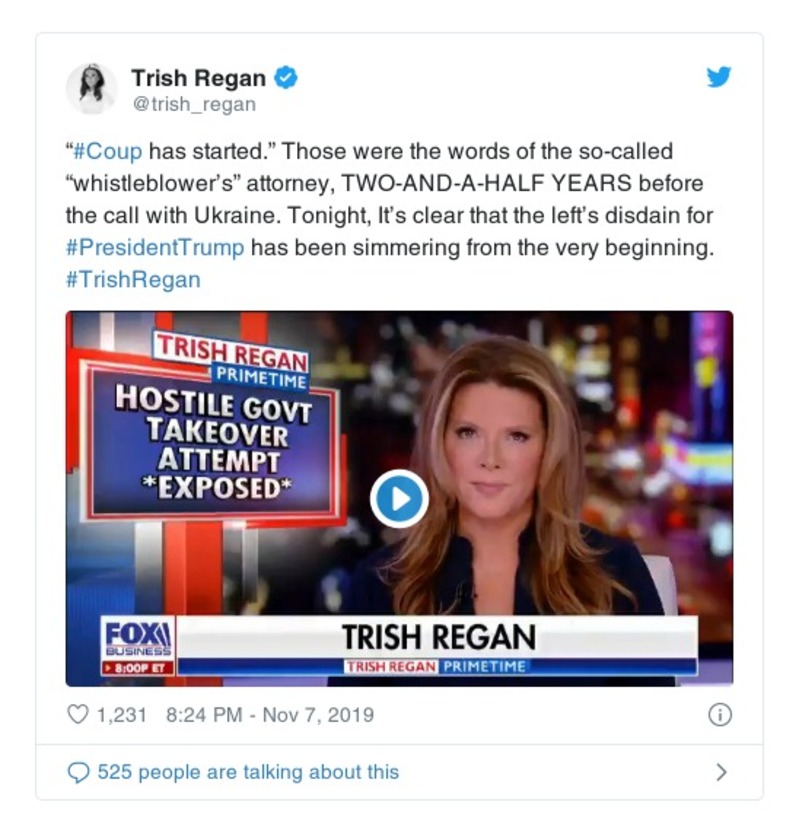 Trish Regan
@trish_regan
“#Coup has started.” Those were the words of the so-called
“whistleblower’s” attorney, TWO-AND-A-HALF YEARS before
the call with Ukraine. Tonight, It’s clear that the left’s disdain for
#PresidentTrump has been simmering from the very beginning.
#TrishRegan
TRISH REGAN
PRIMETIME
HOSTILE GOVT
TAKEOVER
ATTEMPT
*EXPOSED*
FOX
BUSINESS
8:00P ET
TRISH REGAN
TRISH REGAN PRIMETIME
1,231 8:24 PM - Nov 7, 2019
525 people are talking about this